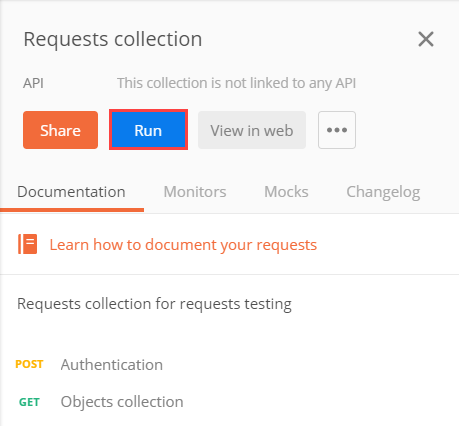 Requests collection
API This collection is not linked to any API
Share Run View in web
Documentation Monitors Mocks Changelog
Learn how to document your requests
Requests collection for requests testing
POST Authentication
GET Objects collection